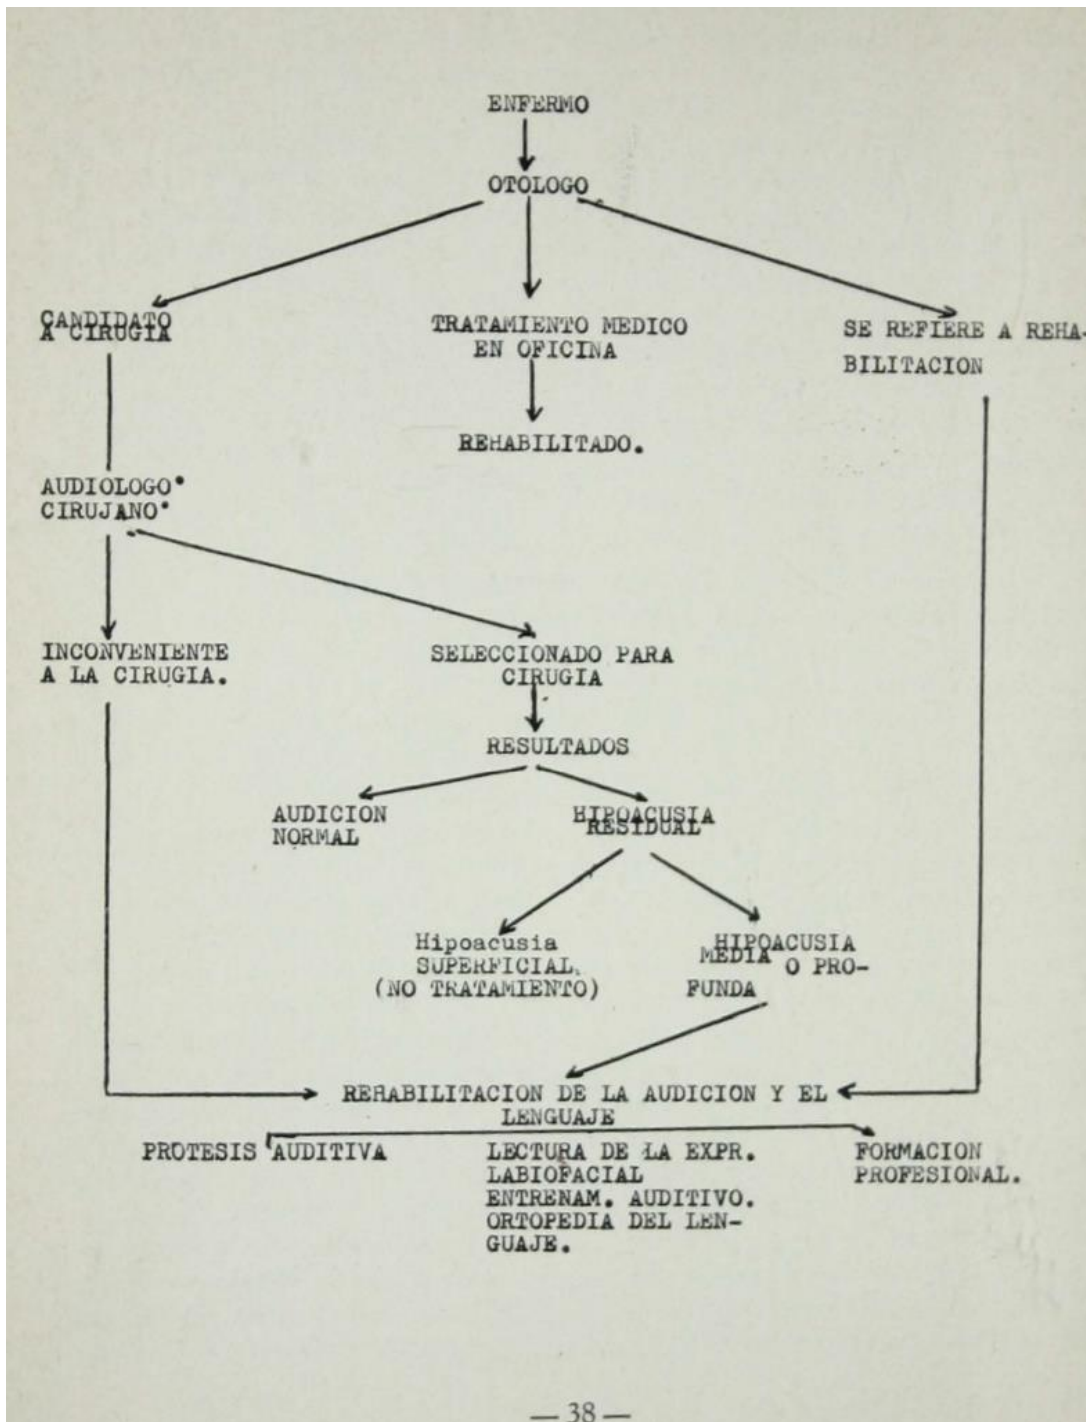 ENFERMO
OTOLOGO
CANDIDATO
A CIRUGIA
TRATAMIENTO MEDICO
EN OFICINA
SE REFIERE A REHA-
BILITACION
REHABILITADO.
AUDIOLOGO*
CIRUJANO*
INCONVENIENTE
A LA CIRUGIA.
SELECCIONADO PARA
CIRUGIA
RESULTADOS
AUDICION
NORMAL
HIPOACUSIA
RESIDUAL
Hipoacusia
SUPERFICIAL.
(NO TRATAMIENTO)
HIPOACUSIA
MEDIA O PRO-
FUNDA
REHABILITACION DE LA AUDICION Y EL
LENGUAJE
PROTESIS AUDITIVA
LECTURA DE LA EXPR.
LABIOFACIAL
ENTRENAM. AUDITIVO.
ORTOPEDIA DEL LEN-
GUAJE.
FORMACION
PROFESIONAL.
— 38 —